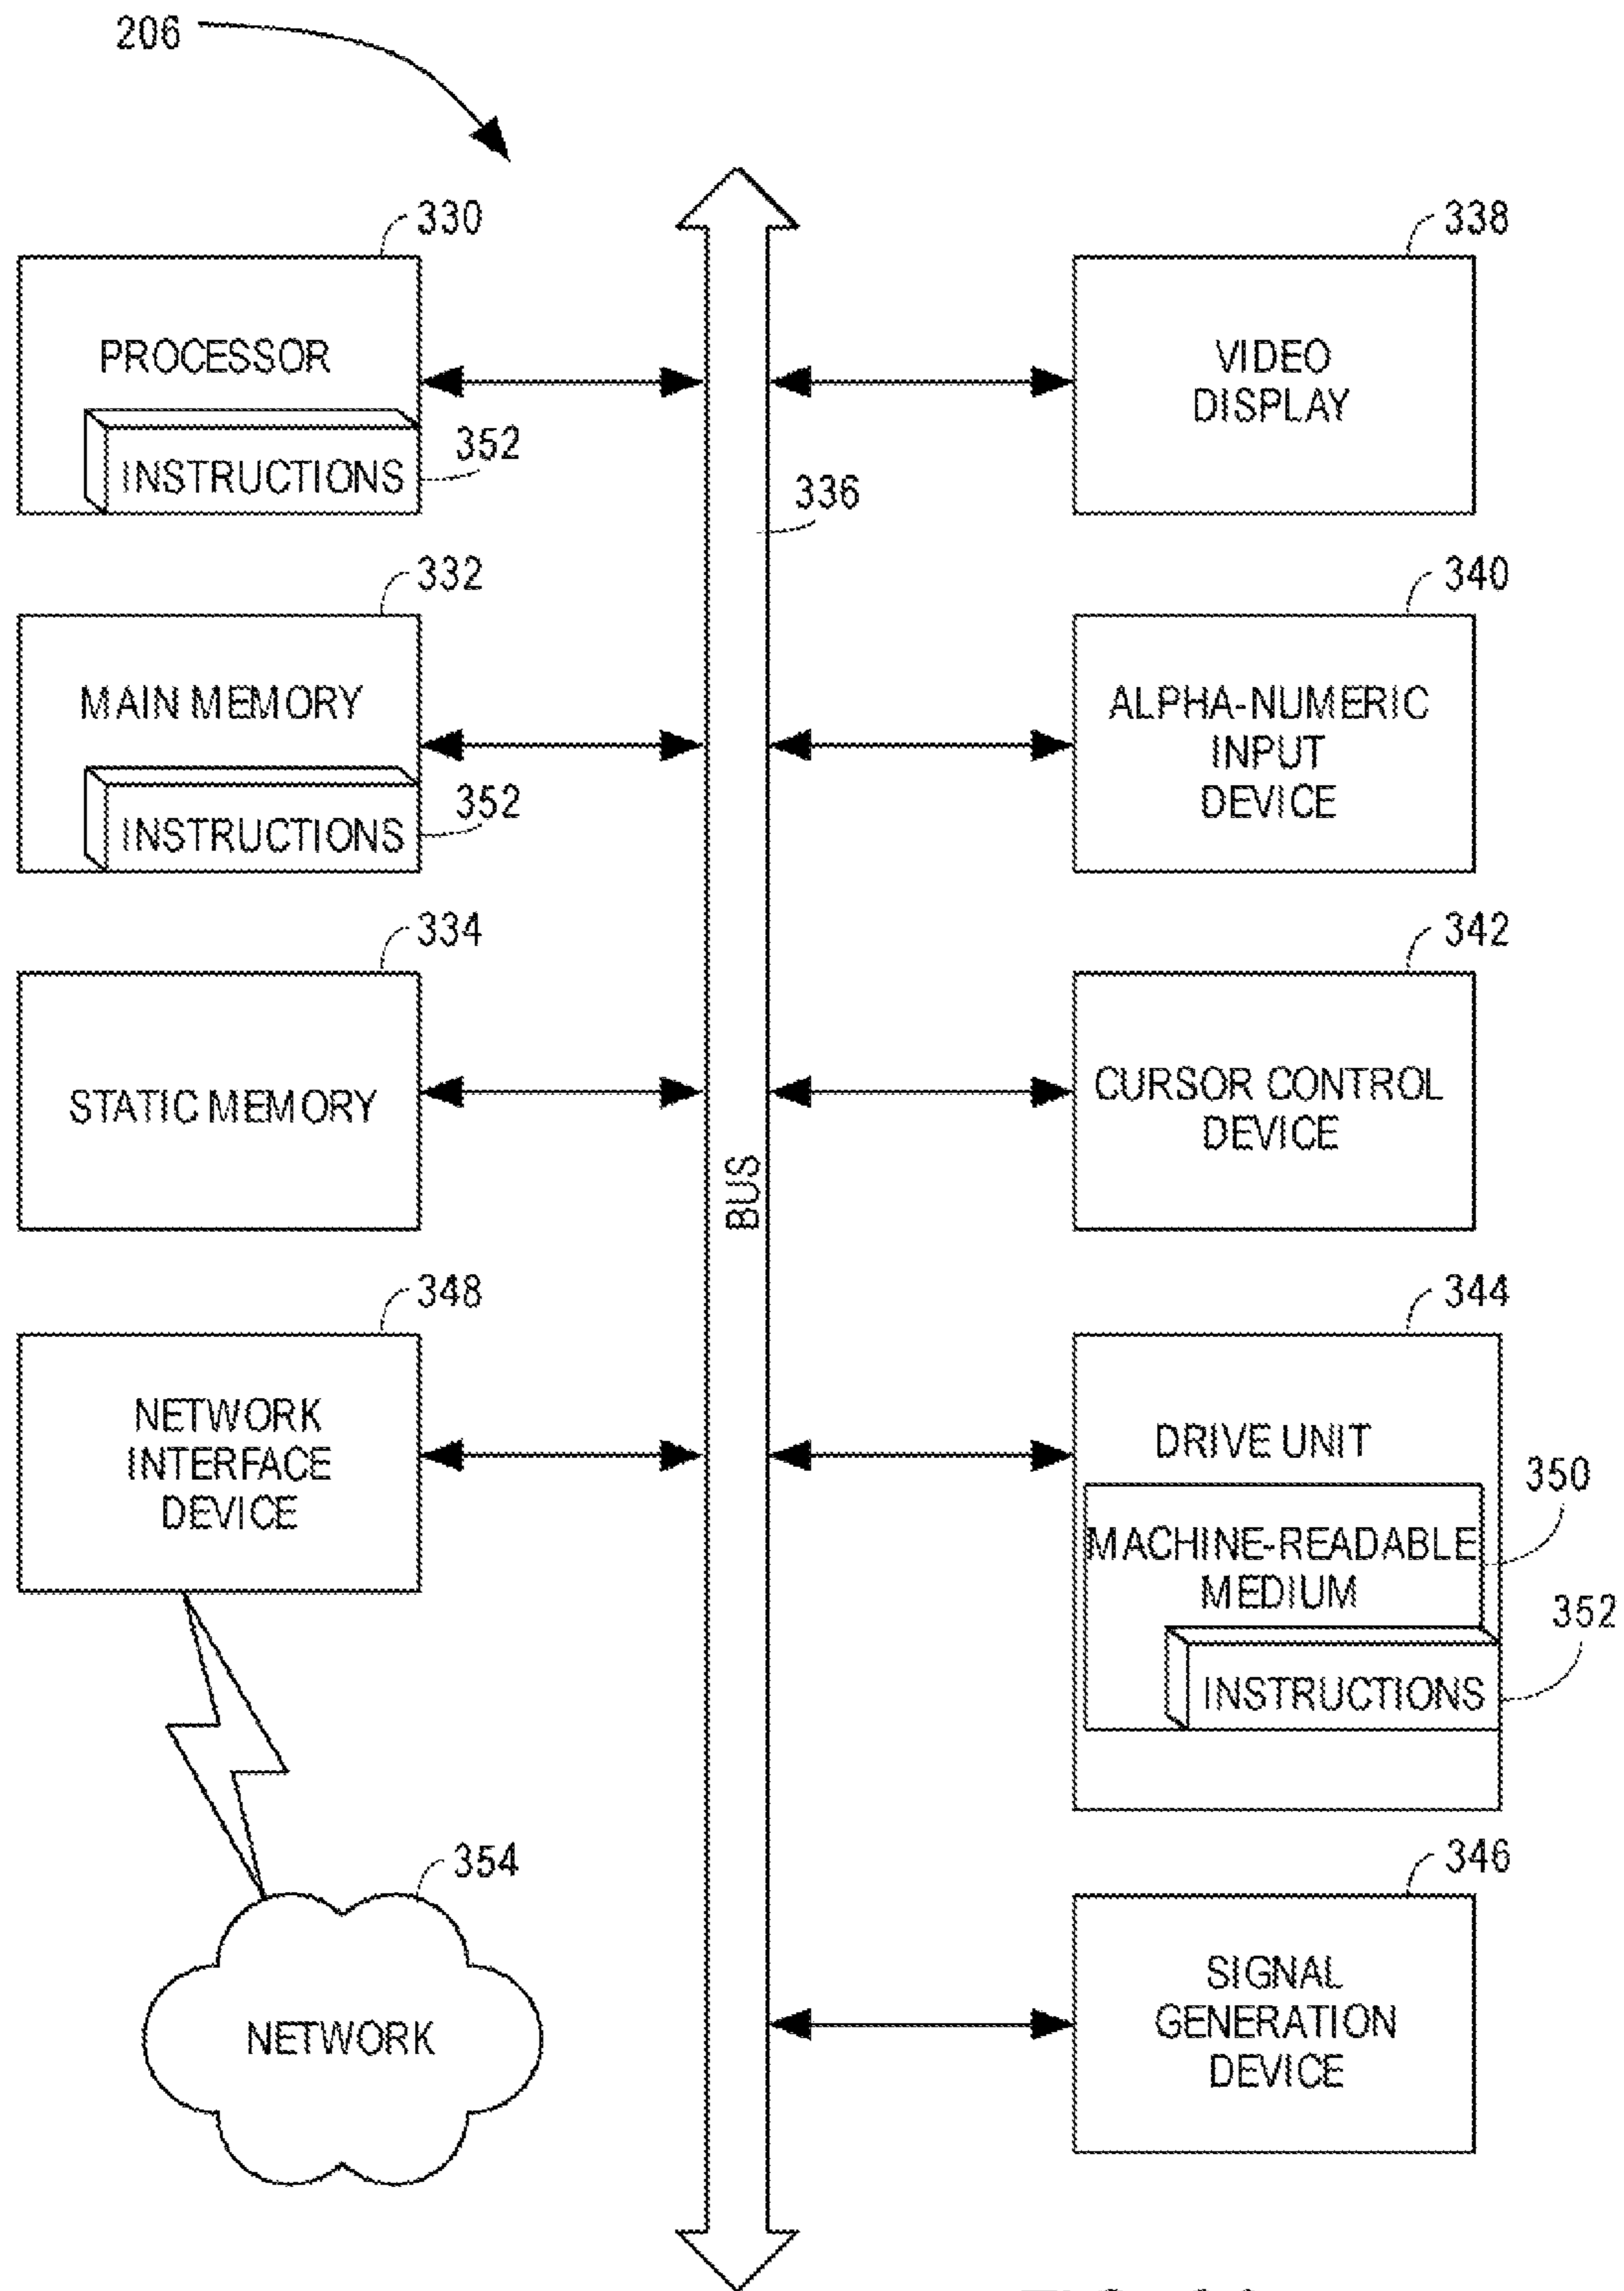 206
330
PROCESSOR
352
INSTRUCTIONS
332
MAIN MEMORY
352
INSTRUCTIONS
334
STATIC MEMORY
348
NETWORK
INTERFACE
DEVICE
354
NETWORK
336
BUS
338
VIDEO
DISPLAY
340
ALPHA-NUMERIC
INPUT
DEVICE
342
CURSOR CONTROL
DEVICE
344
DRIVE UNIT
350
MACHINE-READABLE
MEDIUM
352
INSTRUCTIONS
346
SIGNAL
GENERATION
DEVICE